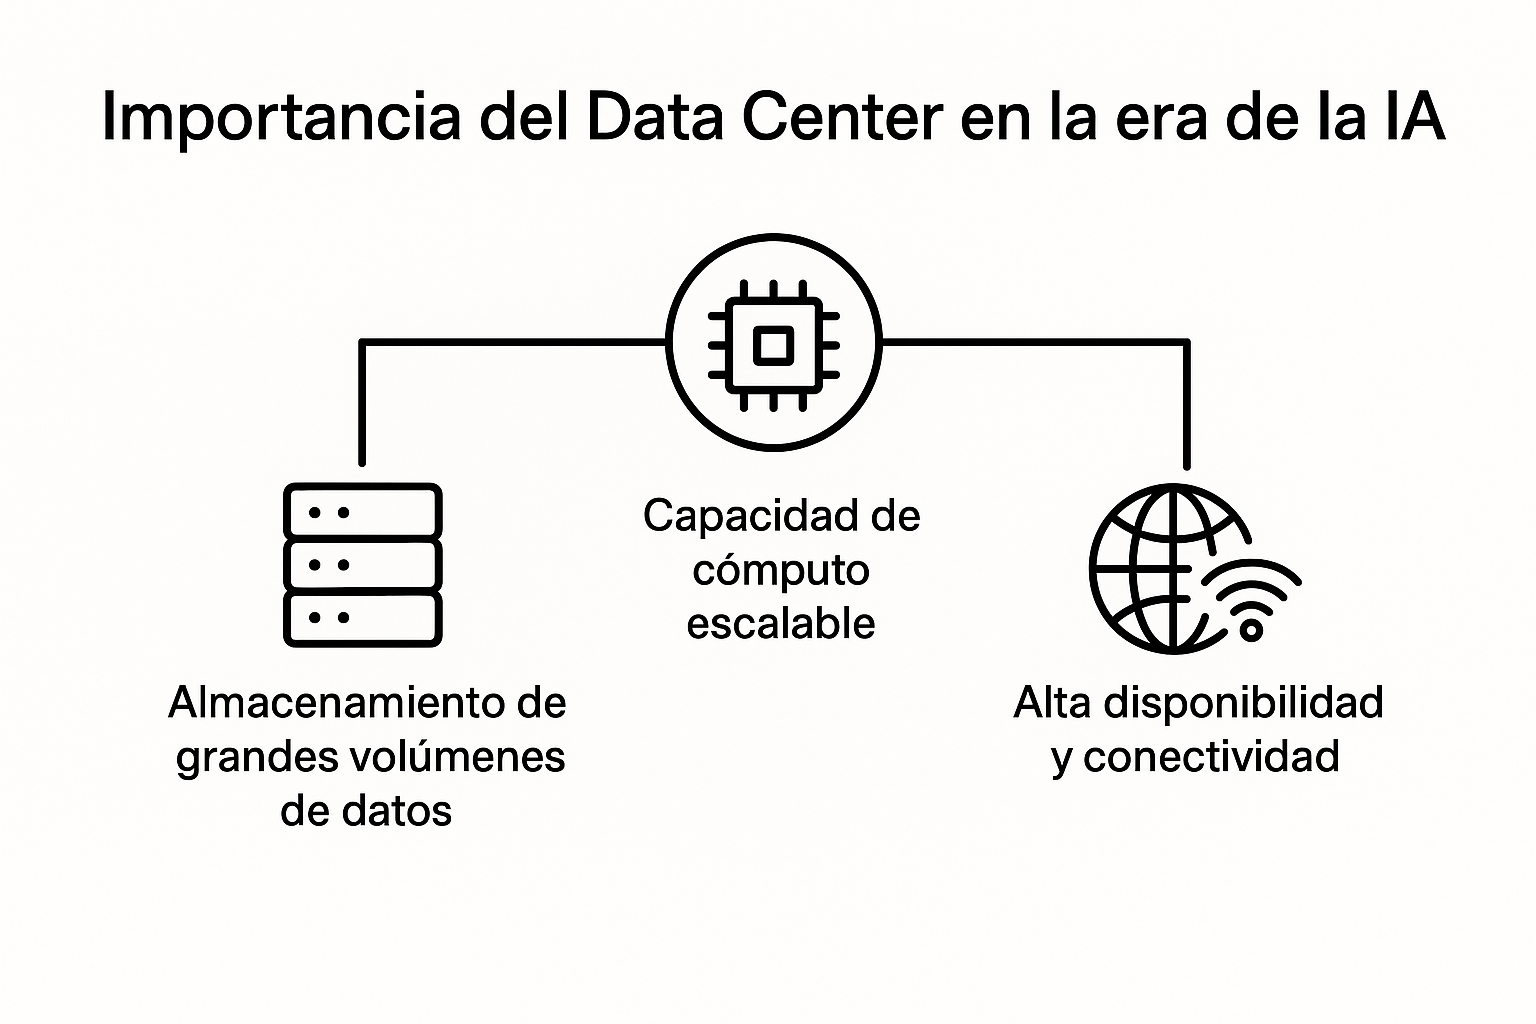 Importancia del Data Center en la era de la IA
Capacidad de
cómputo
escalable
Almacenamiento de
grandes volúmenes
de datos
Alta disponibilidad
y conectividad